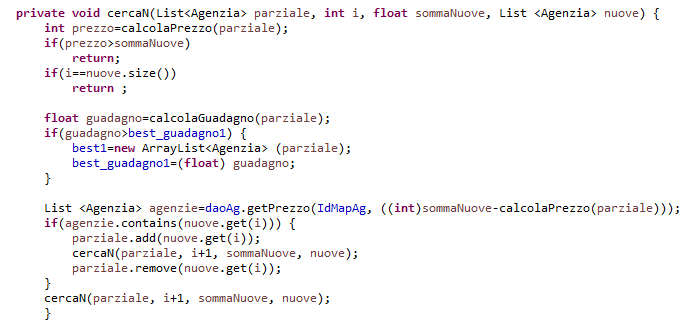 private void cercaN(List<Agenzia> parziale, int i, float sommaNuove, List <Agenzia> nuove) {
    int prezzo=calcolaPrezzo(parziale);
    if(prezzo>sommaNuove)
        return;
    if(i==nuove.size())
        return ;

    float guadagno=calcolaGuadagno(parziale);
    if(guadagno>best_guadagno1) {
        best1=new ArrayList<Agenzia> (parziale);
        best_guadagno1=(float) guadagno;
    }

    List <Agenzia> agenzie=daoAg.getPrezzo(IdMapAg, ((int)sommaNuove-calcolaPrezzo(parziale)));
    if(agenzie.contains(nuove.get(i))) {
        parziale.add(nuove.get(i));
        cercaN(parziale, i+1, sommaNuove, nuove);
        parziale.remove(nuove.get(i));
    }
    cercaN(parziale, i+1, sommaNuove, nuove);
    }